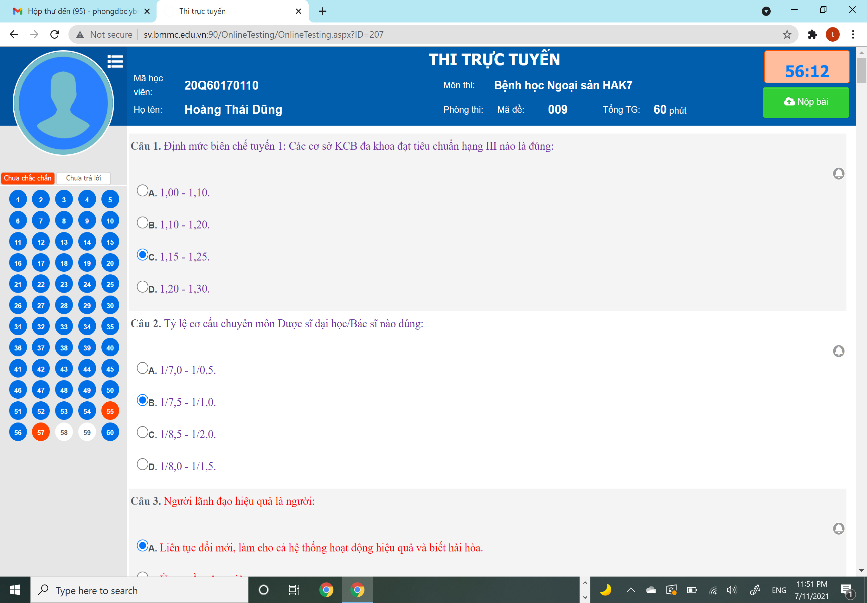 Hộp thư đến (95) - phongdbclyb
Thi trực tuyến
Not secure
sv.bmmc.edu.vn:90/OnlineTesting/OnlineTesting.aspx?ID=207
t
THI TRỰC TUYẾN
56:12
Mã học viên:
20Q60170110
Môn thi:
Bệnh học Ngoại sản HAK7
Họ tên:
Hoàng Thái Dũng
Phòng thi:
Mã đề:
009
Tổng TG:
60 phút
Nộp bài
Chưa chắc chắn
Chưa trả lời
1 2 3 4 5
6 7 8 9 10
11 12 13 14 15
16 17 18 19 20
21 22 23 24 25
26 27 28 29 30
31 32 33 34 35
36 37 38 39 40
41 42 43 44 45
46 47 48 49 50
51 52 53 54 55
56 57 58 59 60
Câu 1. Định mức biên chế tuyến 1: Các cơ sở KCB đa khoa đạt tiêu chuẩn hạng III nào là đúng:
A. 1,00 - 1,10.
B. 1,10 - 1,20.
C. 1,15 - 1,25.
D. 1,20 - 1,30.
Câu 2. Tỷ lệ cơ cấu chuyên môn Dược sĩ đại học/Bác sĩ nào đúng:
A. 1/7,0 - 1/0.5.
B. 1/7,5 - 1/1.0.
C. 1/8,5 - 1/2.0.
D. 1/8,0 - 1/1,5.
Câu 3. Người lãnh đạo hiệu quả là người:
A. Liên tục đổi mới, làm cho cả hệ thống hoạt động hiệu quả và biết hài hòa.
Type here to search
ENG
11:51 PM
7/11/2021
1